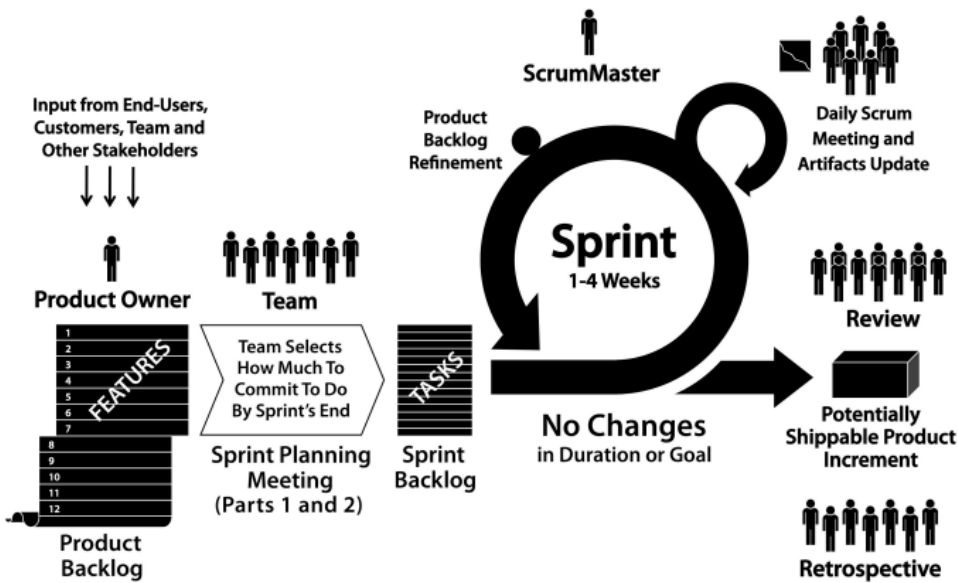 Input from End-Users,
Customers, Team and
Other Stakeholders
Product Owner
1
2
3
4
5
6
7
FEATURES
8
9
10
11
12
Product
Backlog
Team
Team Selects
How Much To
Commit To Do
By Sprint's End
Sprint Planning
Meeting
(Parts 1 and 2)
TASKS
Sprint
Backlog
ScrumMaster
Product
Backlog
Refinement
Sprint
1-4 Weeks
No Changes
in Duration or Goal
Daily Scrum
Meeting and
Artifacts Update
Review
Potentially
Shippable Product
Increment
Retrospective